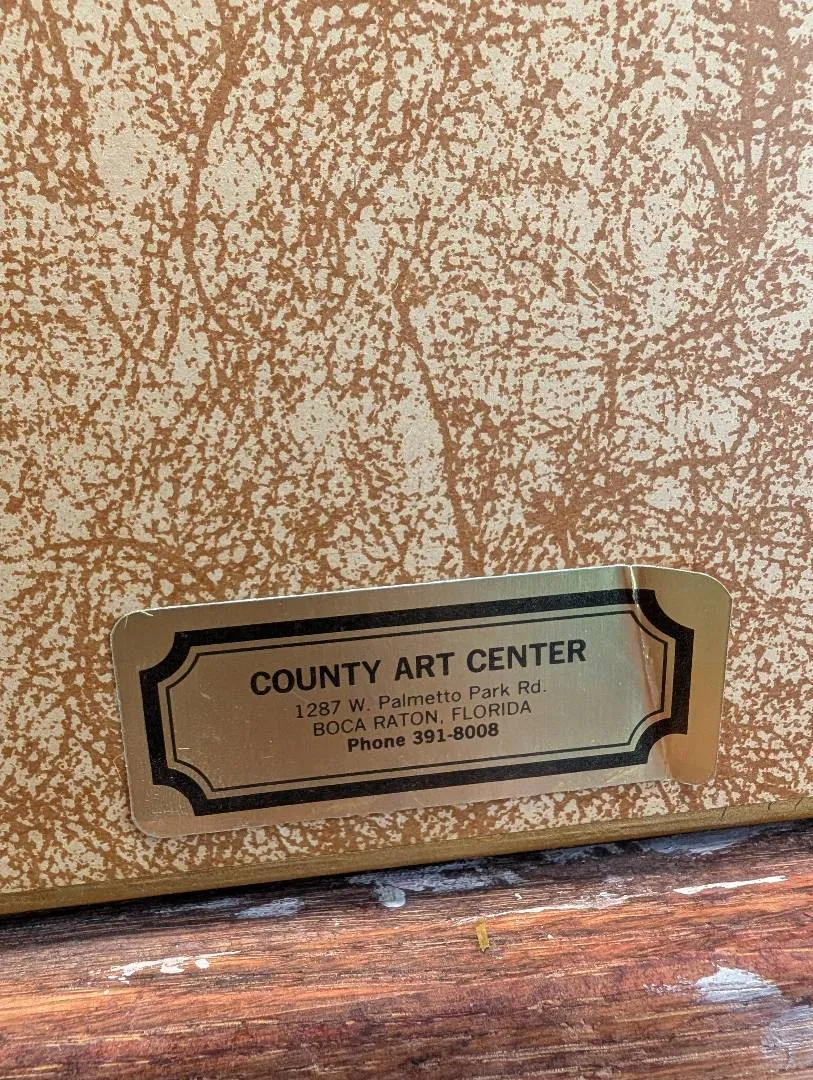 COUNTY ART CENTER
1287 W. Palmetto Park Rd.
BOCA RATON, FLORIDA
Phone 391-8008